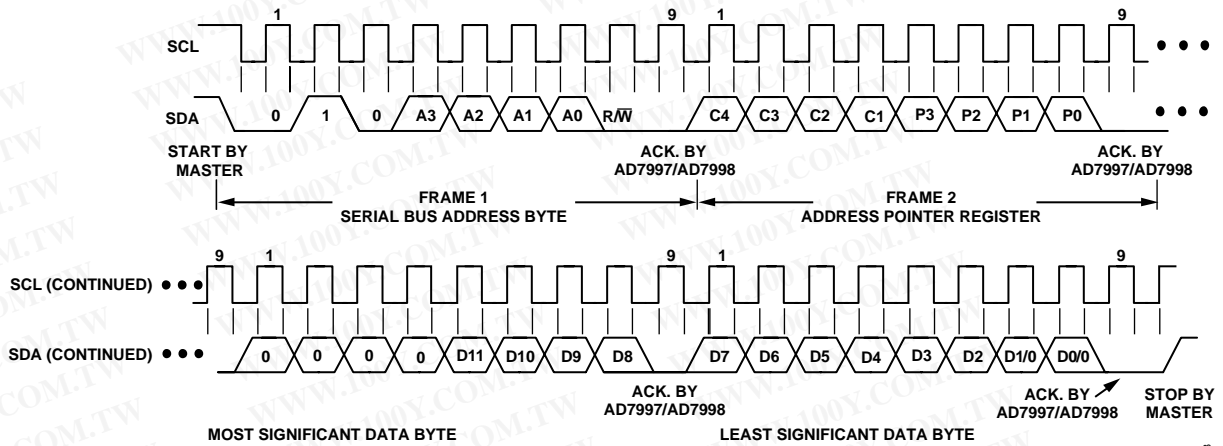 1 9 1 9
SCL
SDA 0 1 0 A3 A2 A1 A0 R/W̅ C4 C3 C2 C1 P3 P2 P1 P0
START BY MASTER
ACK. BY AD7997/AD7998
ACK. BY AD7997/AD7998
FRAME 1
SERIAL BUS ADDRESS BYTE
FRAME 2
ADDRESS POINTER REGISTER
9 1 9 1 9
SCL (CONTINUED)
SDA (CONTINUED) 0 0 0 0 D11 D10 D9 D8 D7 D6 D5 D4 D3 D2 D1/0 D0/0
ACK. BY AD7997/AD7998
ACK. BY AD7997/AD7998
STOP BY MASTER
MOST SIGNIFICANT DATA BYTE
LEAST SIGNIFICANT DATA BYTE
WWW.100Y.COM.TW